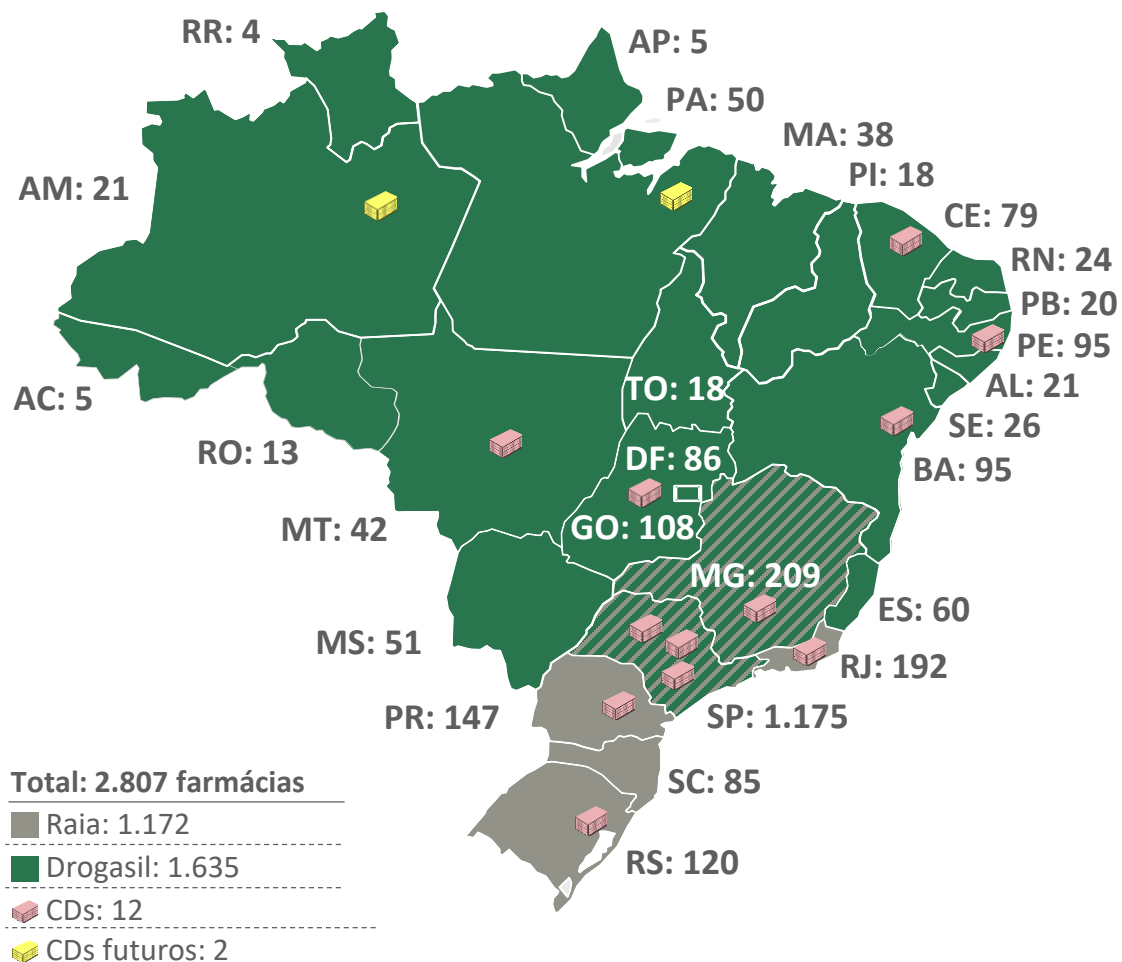 RR: 4
AP: 5
PA: 50
MA: 38
AM: 21
PI: 18
CE: 79
RN: 24
PB: 20
PE: 95
AL: 21
TO: 18
AC: 5
SE: 26
RO: 13
DF: 86
BA: 95
MT: 42
GO: 108
MG: 209
ES: 60
MS: 51
RJ: 192
PR: 147
SP: 1.175
SC: 85
RS: 120
Total: 2.807 farmácias
Raia: 1.172
Drogasil: 1.635
CDs: 12
CDs futuros: 2